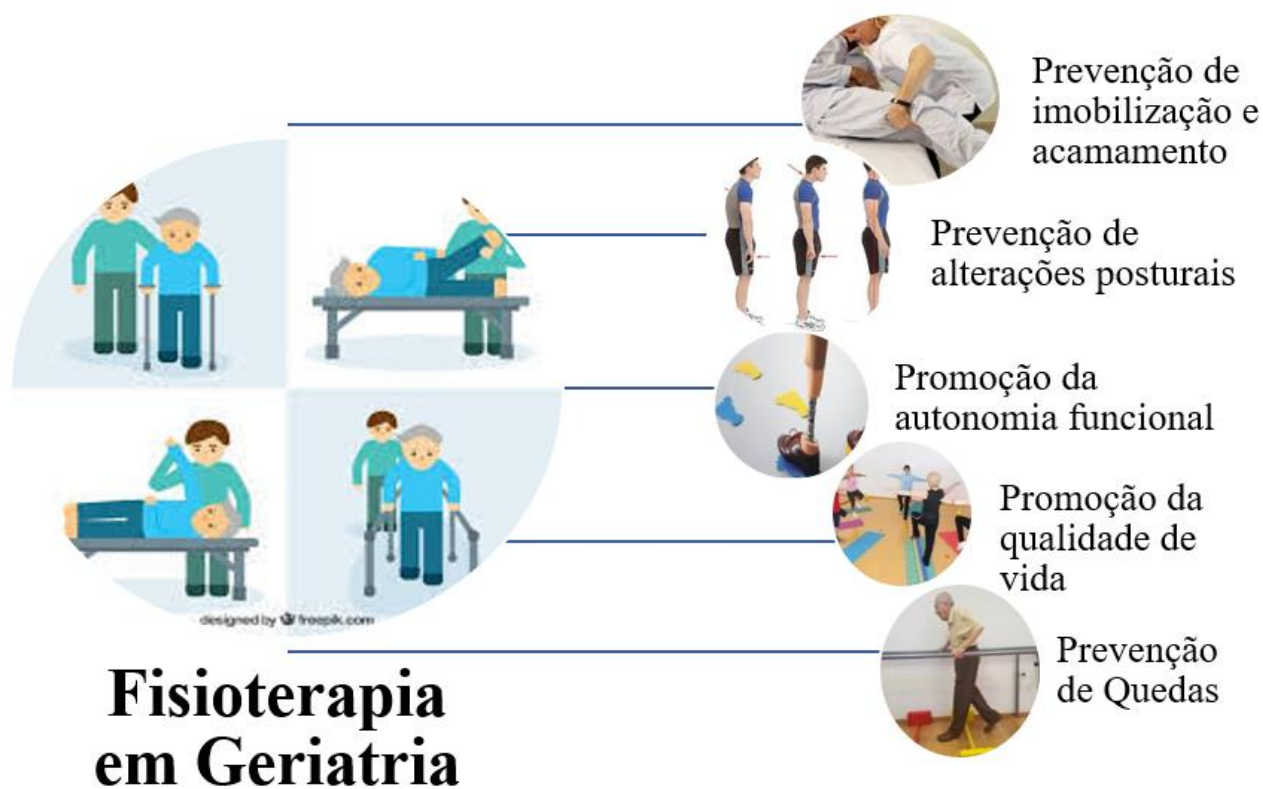 Prevenção de
imobilização e
acamamento
Prevenção de
alterações posturais
Promoção da
autonomia funcional
Promoção da
qualidade de
vida
Prevenção
de Quedas
designed by freepik.com
Fisioterapia
em Geriatria